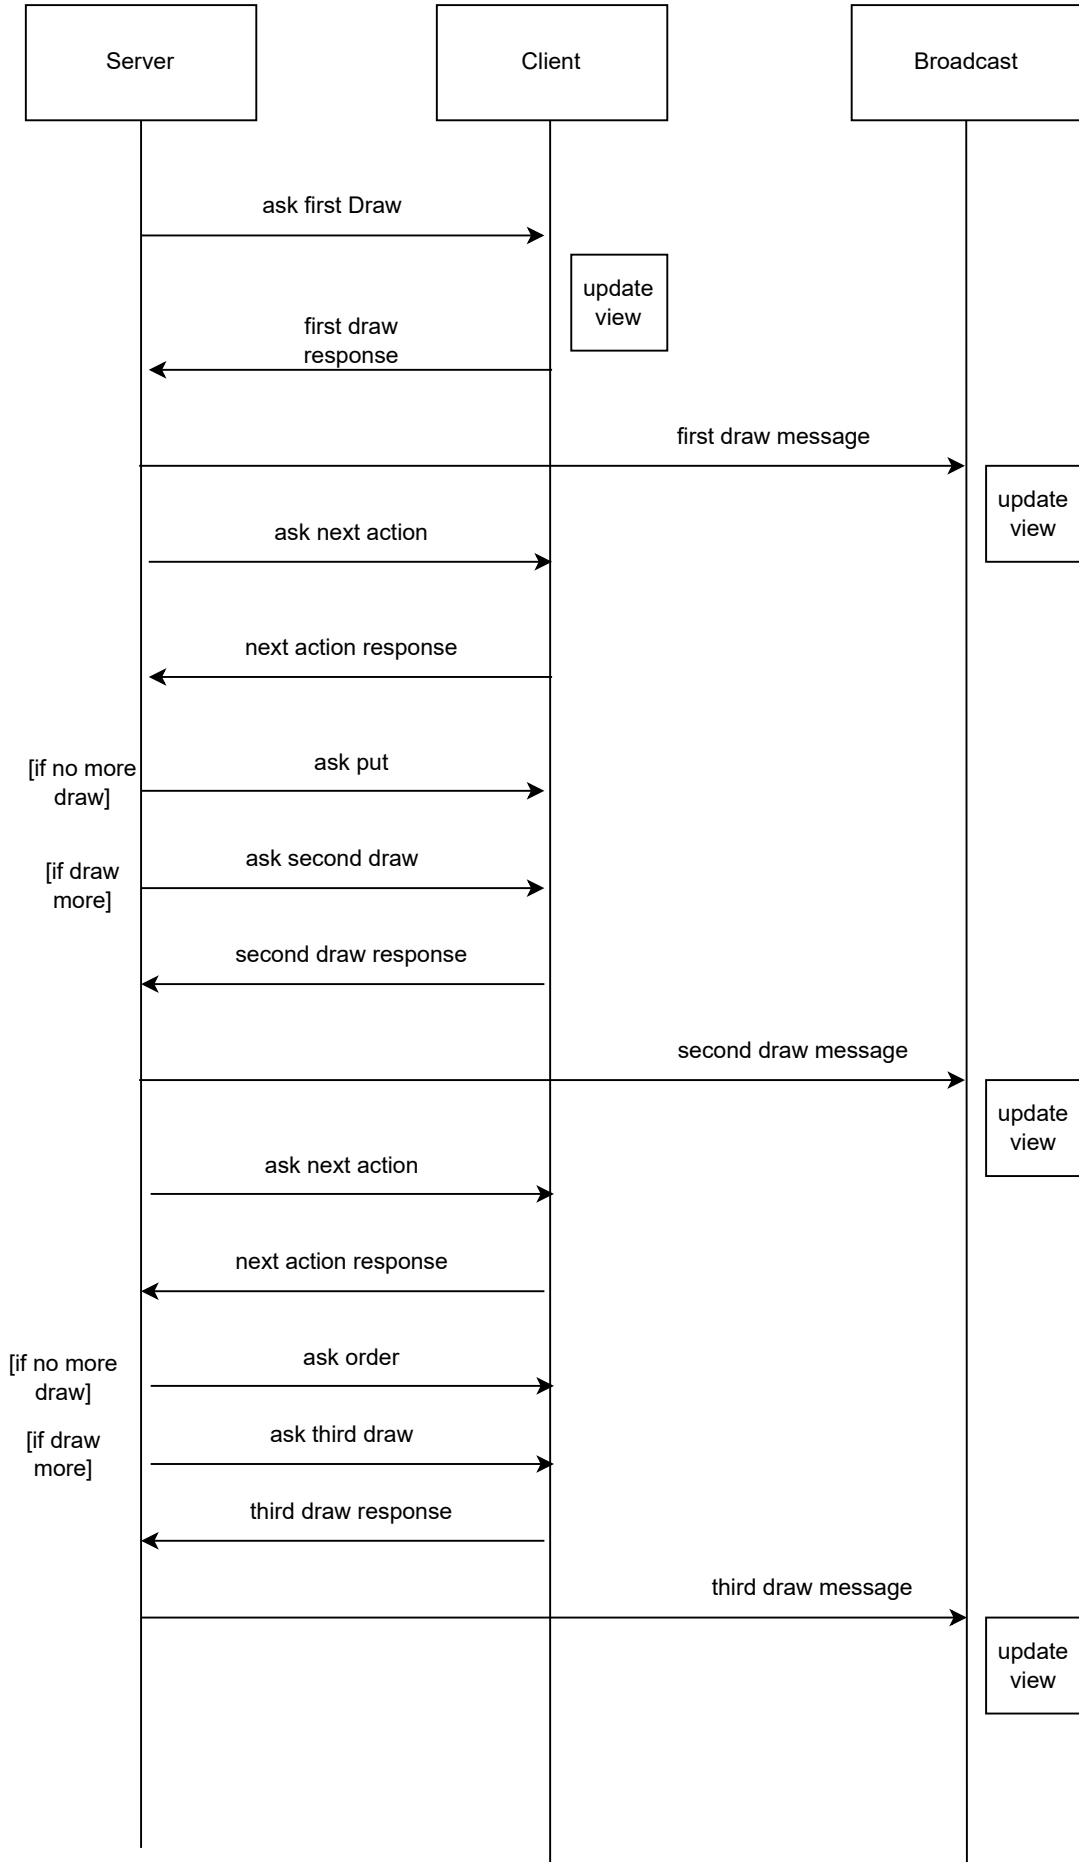 Server
Client
Broadcast
ask first Draw
update
view
first draw
response
first draw message
update
view
ask next action
next action response
[if no more
draw]
ask put
[if draw
more]
ask second draw
second draw response
second draw message
update
view
ask next action
next action response
[if no more
draw]
ask order
[if draw
more]
ask third draw
third draw response
third draw message
update
view